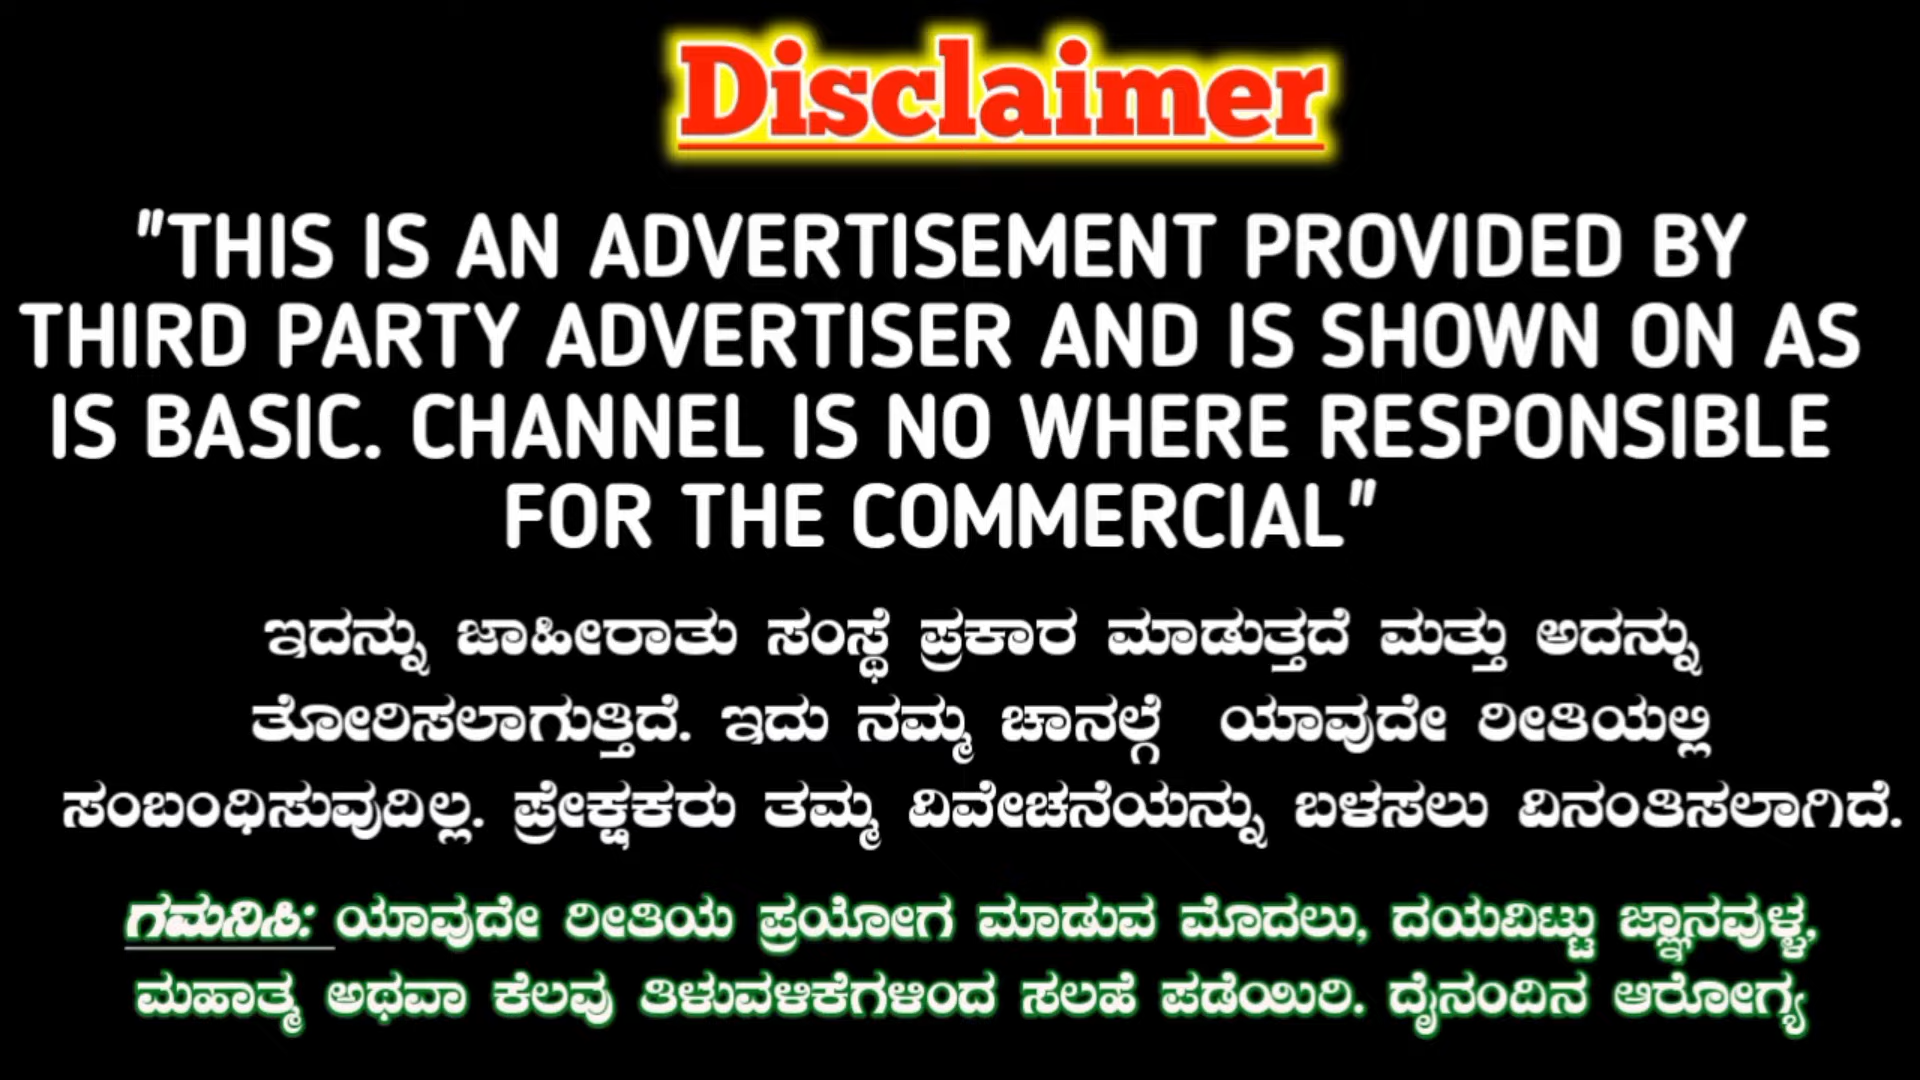 Disclaimer
"THIS IS AN ADVERTISEMENT PROVIDED BY
THIRD PARTY ADVERTISER AND IS SHOWN ON AS
IS BASIC. CHANNEL IS NO WHERE RESPONSIBLE
FOR THE COMMERCIAL"
ಇದನ್ನು ಜಾಹೀರಾತು ಸಂಸ್ಥೆ ಪ್ರಕಾರ ಮಾಡುತ್ತದೆ ಮತ್ತು ಅದನ್ನು
ತೋರಿಸಲಾಗುತ್ತಿದೆ. ಇದು ನಮ್ಮ ಚಾನಲ್ಗೆ ಯಾವುದೇ ರೀತಿಯಲ್ಲಿ
ಸಂಬಂಧಿಸುವುದಿಲ್ಲ. ಪ್ರೇಕ್ಷಕರು ತಮ್ಮ ವಿವೇಚನೆಯನ್ನು ಬಳಸಲು ವಿನಂತಿಸಲಾಗಿದೆ.
ಗಮನಿಸಿ: ಯಾವುದೇ ರೀತಿಯ ಪ್ರಯೋಗ ಮಾಡುವ ಮೊದಲು, ದಯವಿಟ್ಟು ಜ್ಞಾನವುಳ್ಳ,
ಮಹಾತ್ಮ ಅಥವಾ ಕೆಲವು ತಿಳುವಳಿಕೆಗಳಿಂದ ಸಲಹೆ ಪಡೆಯಿರಿ. ದೈನಂದಿನ ಆರೋಗ್ಯ